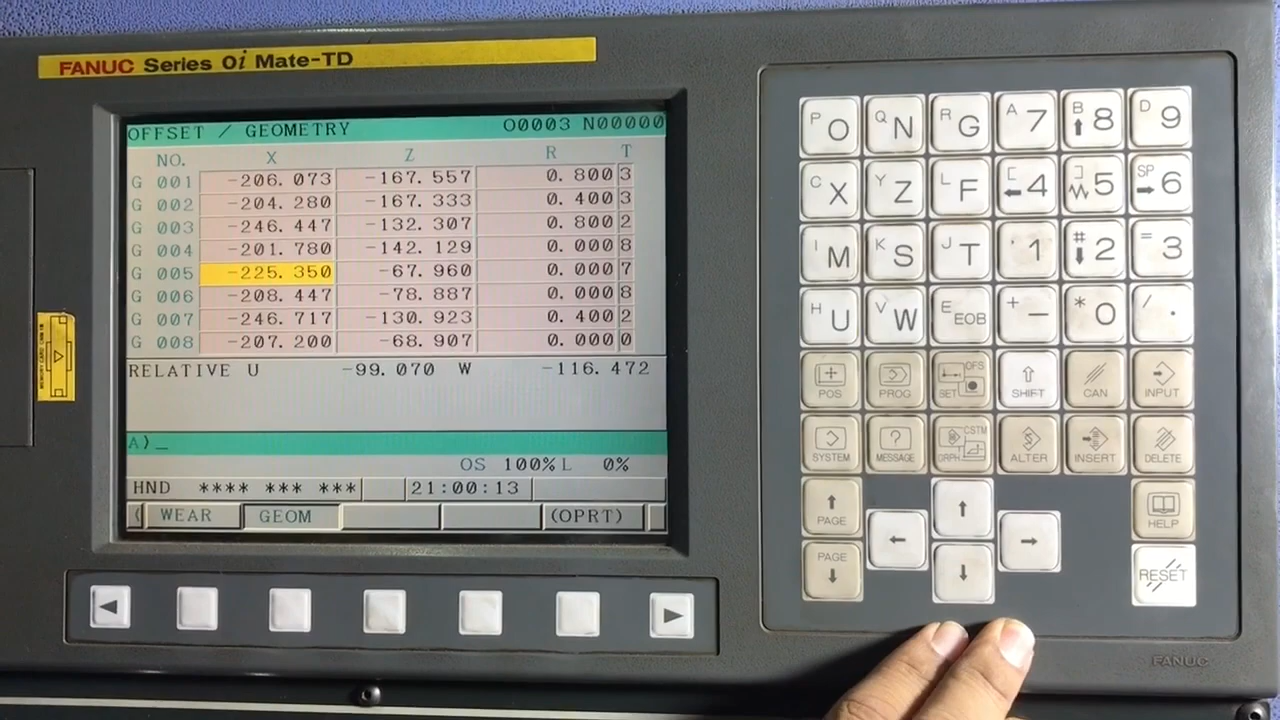 FANUC Series 0i Mate-TD
OFFSET / GEOMETRY O0003 N00000
NO. X Z R T
G 001 -206.073 -167.557 0.800 3
G 002 -204.280 -167.333 0.400 3
G 003 -246.447 -132.307 0.800 2
G 004 -201.780 -142.129 0.000 8
G 005 -225.350 -67.960 0.000 7
G 006 -208.447 -78.887 0.000 8
G 007 -246.717 -130.923 0.400 2
G 008 -207.200 -68.907 0.000 0
RELATIVE U -99.070 W -116.472
A)_
OS 100% L 0%
HND **** *** *** 21:00:13
( WEAR GEOM (OPRT)
P O Q N R G A 7 B 8 D 9
C X Y Z L F [ 4 ] 5 SP 6
I M K S J T , 1 # 2 = 3
H U V W E EOB + - * 0 / .
POS PROG OFS SET SHIFT CAN INPUT
SYSTEM MESSAGE CSTM GRPH ALTER INSERT DELETE
PAGE HELP
PAGE RESET
FANUC